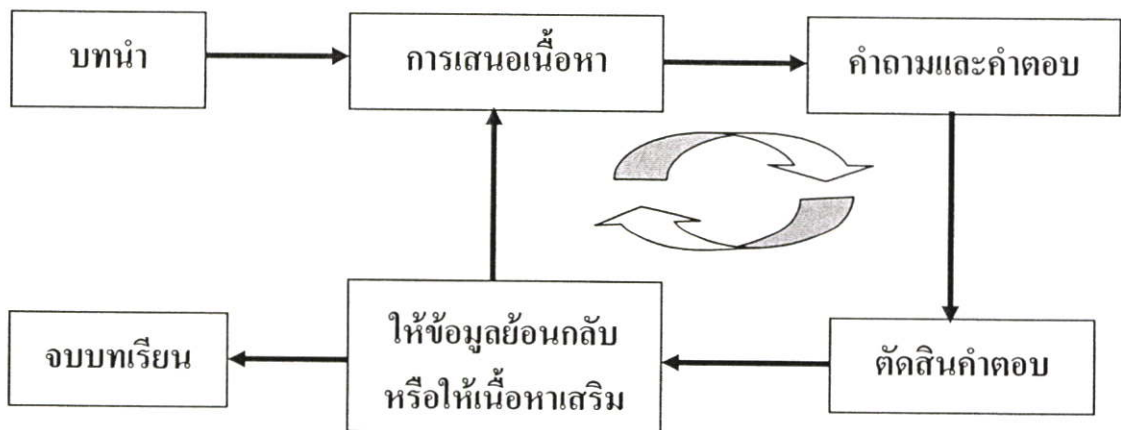 บทนำ
การเสนอเนื้อหา
คำถามและคำตอบ
จบบทเรียน
ให้ข้อมูลย้อนกลับ
หรือให้เนื้อหาเสริม
ตัดสินคำตอบ